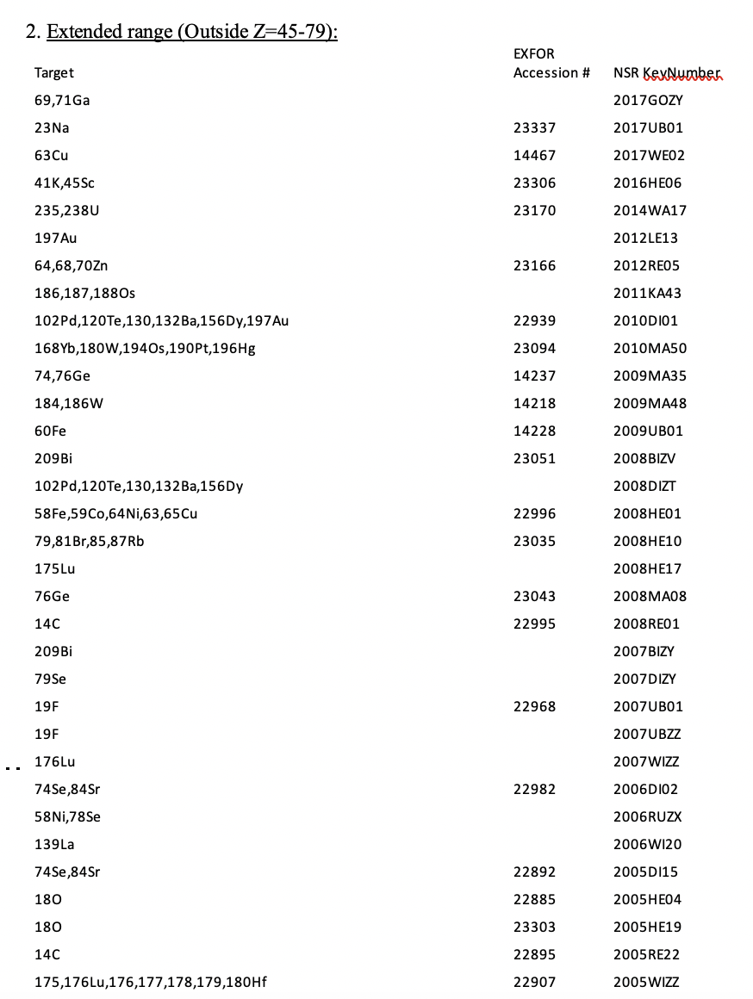 2. Extended range (Outside Z=45-79):
EXFOR
Target Accession # NSR KeyNumber
69,71Ga 2017GOZY
23Na 23337 2017UB01
63Cu 14467 2017WE02
41K,45Sc 23306 2016HE06
235,238U 23170 2014WA17
197Au 2012LE13
64,68,70Zn 23166 2012RE05
186,187,188Os 2011KA43
102Pd,120Te,130,132Ba,156Dy,197Au 22939 2010DI01
168Yb,180W,194Os,190Pt,196Hg 23094 2010MA50
74,76Ge 14237 2009MA35
184,186W 14218 2009MA48
60Fe 14228 2009UB01
209Bi 23051 2008BIZV
102Pd,120Te,130,132Ba,156Dy 2008DIZT
58Fe,59Co,64Ni,63,65Cu 22996 2008HE01
79,81Br,85,87Rb 23035 2008HE10
175Lu 2008HE17
76Ge 23043 2008MA08
14C 22995 2008RE01
209Bi 2007BIZY
79Se 2007DIZY
19F 22968 2007UB01
19F 2007UBZZ
176Lu 2007WIZZ
74Se,84Sr 22982 2006DI02
58Ni,78Se 2006RUZX
139La 2006WI20
74Se,84Sr 22892 2005DI15
18O 22885 2005HE04
18O 23303 2005HE19
14C 22895 2005RE22
175,176Lu,176,177,178,179,180Hf 22907 2005WIZZ